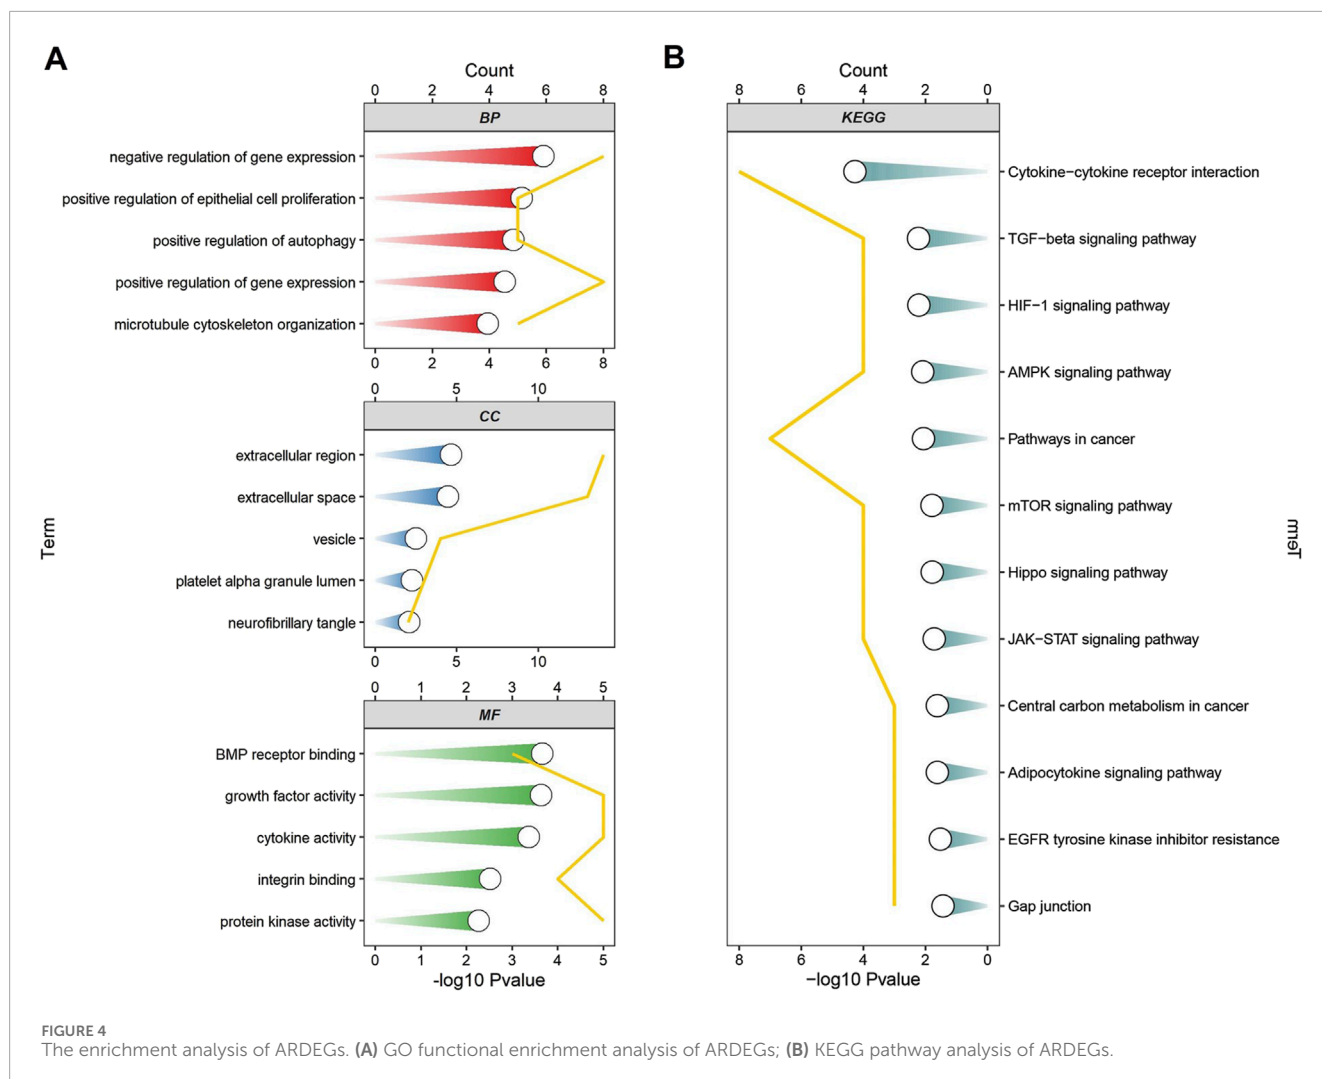 A
Count
0 2 4 6 8
BP
negative regulation of gene expression
positive regulation of epithelial cell proliferation
positive regulation of autophagy
positive regulation of gene expression
microtubule cytoskeleton organization
0 2 4 6 8
0 5 10
CC
extracellular region
extracellular space
vesicle
platelet alpha granule lumen
neurofibrillary tangle
0 5 10
Term
0 1 2 3 4 5
MF
BMP receptor binding
growth factor activity
cytokine activity
integrin binding
protein kinase activity
0 1 2 3 4 5
-log10 Pvalue
B
Count
8 6 4 2 0
KEGG
Cytokine−cytokine receptor interaction
TGF−beta signaling pathway
HIF−1 signaling pathway
AMPK signaling pathway
Pathways in cancer
mTOR signaling pathway
Hippo signaling pathway
JAK−STAT signaling pathway
Central carbon metabolism in cancer
Adipocytokine signaling pathway
EGFR tyrosine kinase inhibitor resistance
Gap junction
Term
8 6 4 2 0
−log10 Pvalue
FIGURE 4
The enrichment analysis of ARDEGs. (A) GO functional enrichment analysis of ARDEGs; (B) KEGG pathway analysis of ARDEGs.